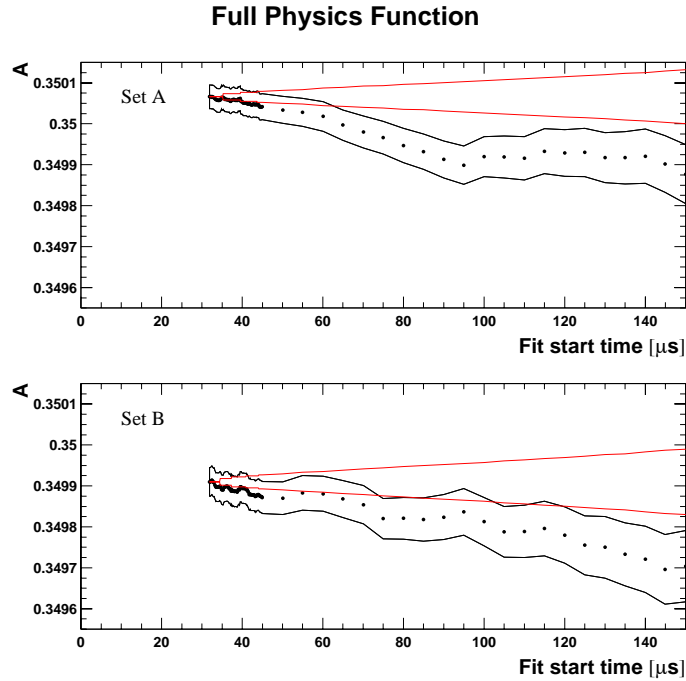 Full Physics Function
A
0.3501
0.35
0.3499
0.3498
0.3497
0.3496
Set A
0 20 40 60 80 100 120 140
Fit start time [μs]
A
0.3501
0.35
0.3499
0.3498
0.3497
0.3496
Set B
0 20 40 60 80 100 120 140
Fit start time [μs]